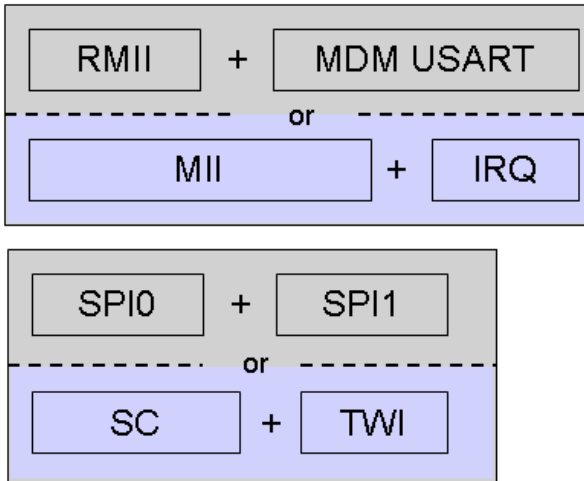 RMII + MDM USART
or
MII + IRQ
SPI0 + SPI1
or
SC + TWI